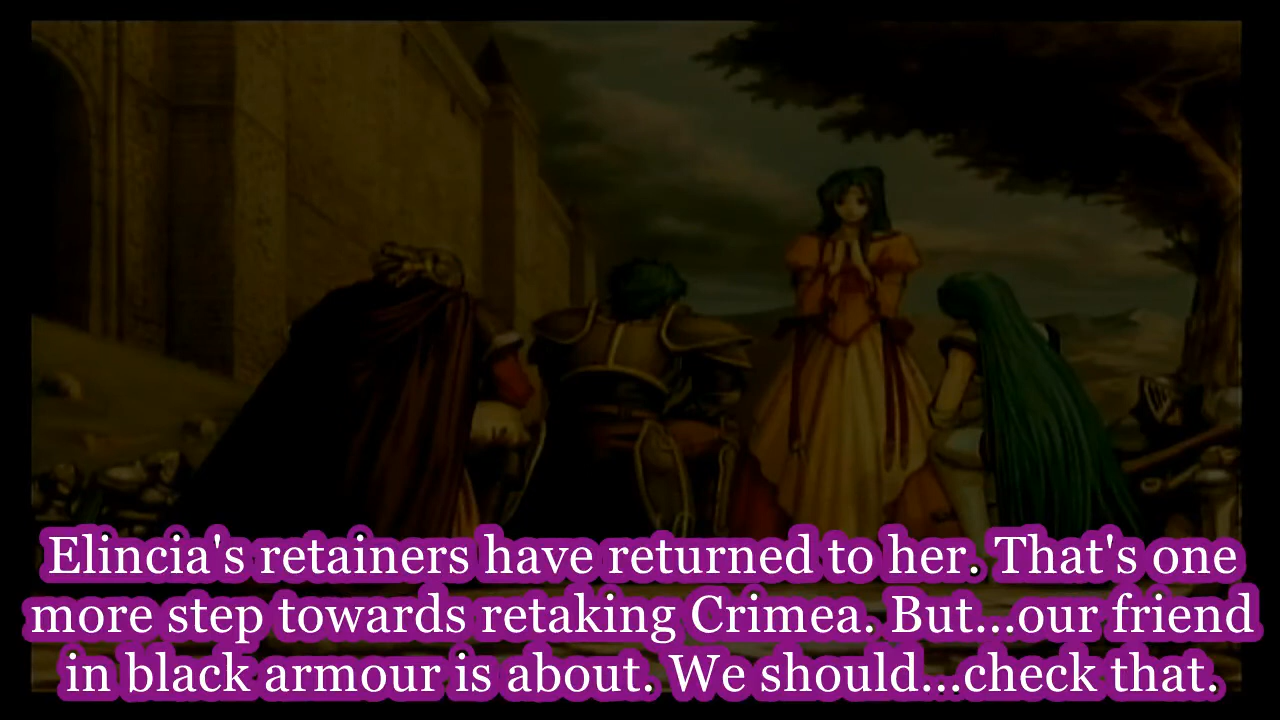 Elincia's retainers have returned to her. That's one
more step towards retaking Crimea. But...our friend
in black armour is about. We should...check that.